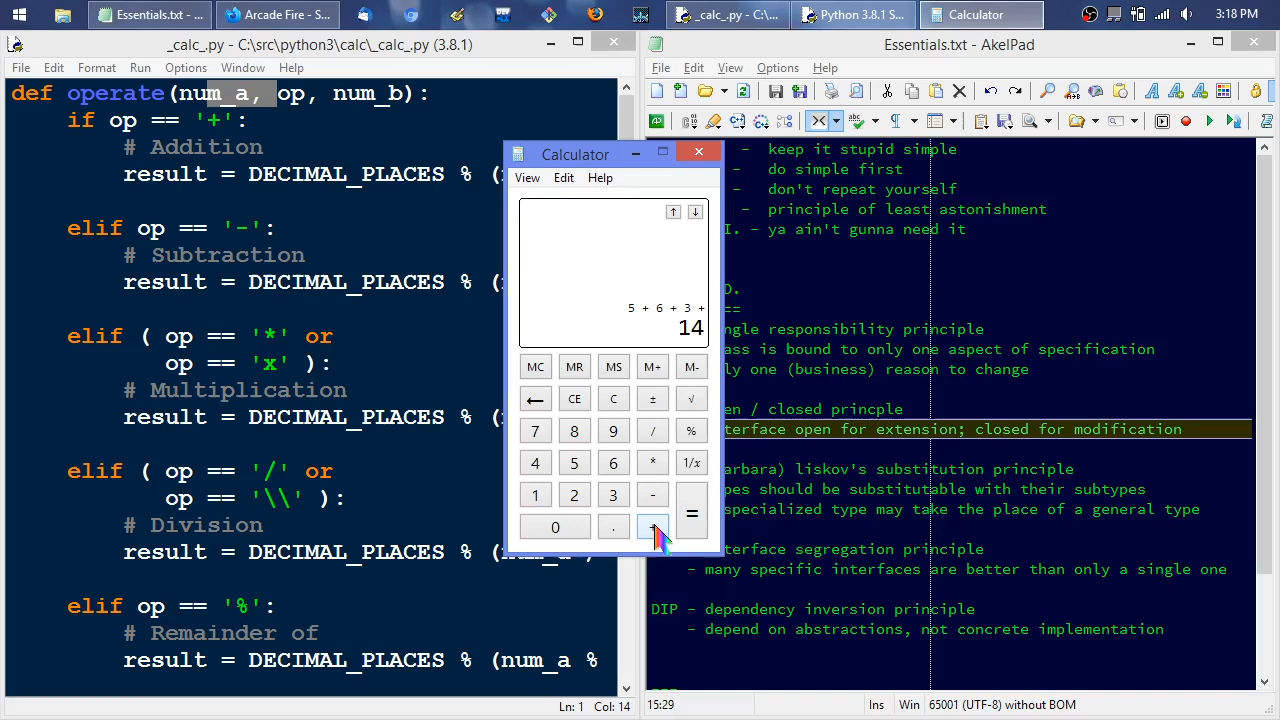 Essentials.txt - ...
Arcade Fire - S...
_calc_.py - C:\...
Python 3.8.1 S...
Calculator
3:18 PM
_calc_.py - C:\src\python3\calc\_calc_.py (3.8.1)
File Edit Format Run Options Window Help
def operate(num_a, op, num_b):
if op == '+':
# Addition
result = DECIMAL_PLACES % (
elif op == '-':
# Subtraction
result = DECIMAL_PLACES % (
elif ( op == '*' or
op == 'x' ):
# Multiplication
result = DECIMAL_PLACES % (
elif ( op == '/' or
op == '\\' ):
# Division
result = DECIMAL_PLACES % (num_a /
elif op == '%':
# Remainder of
result = DECIMAL_PLACES % (num_a %
Ln: 1 Col: 14
Calculator
View Edit Help
5 + 6 + 3 +
14
MC MR MS M+ M-
← CE C ± √
7 8 9 / %
4 5 6 * 1/x
1 2 3 - =
0 . +
Essentials.txt - AkelPad
File Edit View Options Help
- keep it stupid simple
- do simple first
- don't repeat yourself
- principle of least astonishment
I. - ya ain't gunna need it
D.
==
ngle responsibility principle
ass is bound to only one aspect of specification
ly one (business) reason to change
en / closed princple
terface open for extension; closed for modification
arbara) liskov's substitution principle
pes should be substitutable with their subtypes
specialized type may take the place of a general type
terface segregation principle
- many specific interfaces are better than only a single one
DIP - dependency inversion principle
- depend on abstractions, not concrete implementation
15:29 Ins Win 65001 (UTF-8) without BOM